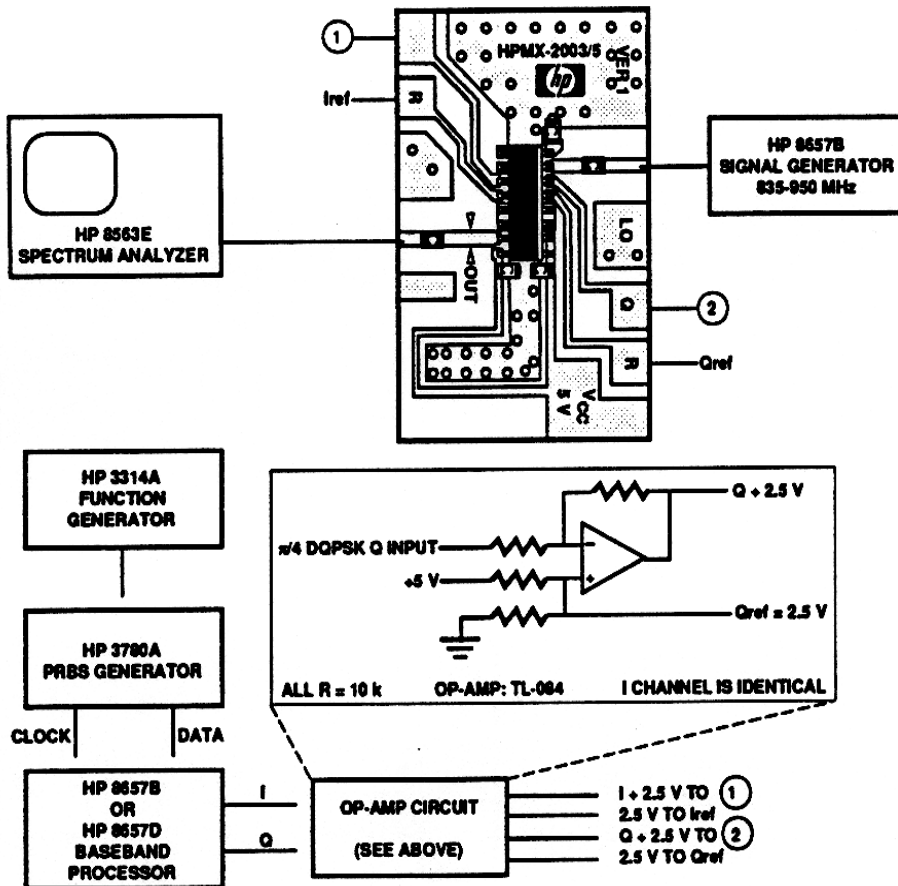 1
HPMX-2003/5
VER 1
hp
Iref
R
HP 8563E
SPECTRUM ANALYZER
HP 8657B
SIGNAL GENERATOR
835-950 MHz
LO
OUT
Q
2
R
Qref
VCC
5 V
HP 3314A
FUNCTION
GENERATOR
HP 3780A
PRBS GENERATOR
CLOCK
DATA
HP 8657B
OR
HP 8657D
BASEBAND
PROCESSOR
I
Q
π/4 DQPSK Q INPUT
+5 V
-
+
Q + 2.5 V
Qref = 2.5 V
ALL R = 10 k
OP-AMP: TL-084
I CHANNEL IS IDENTICAL
OP-AMP CIRCUIT
(SEE ABOVE)
I + 2.5 V TO 1
2.5 V TO Iref
Q + 2.5 V TO 2
2.5 V TO Qref